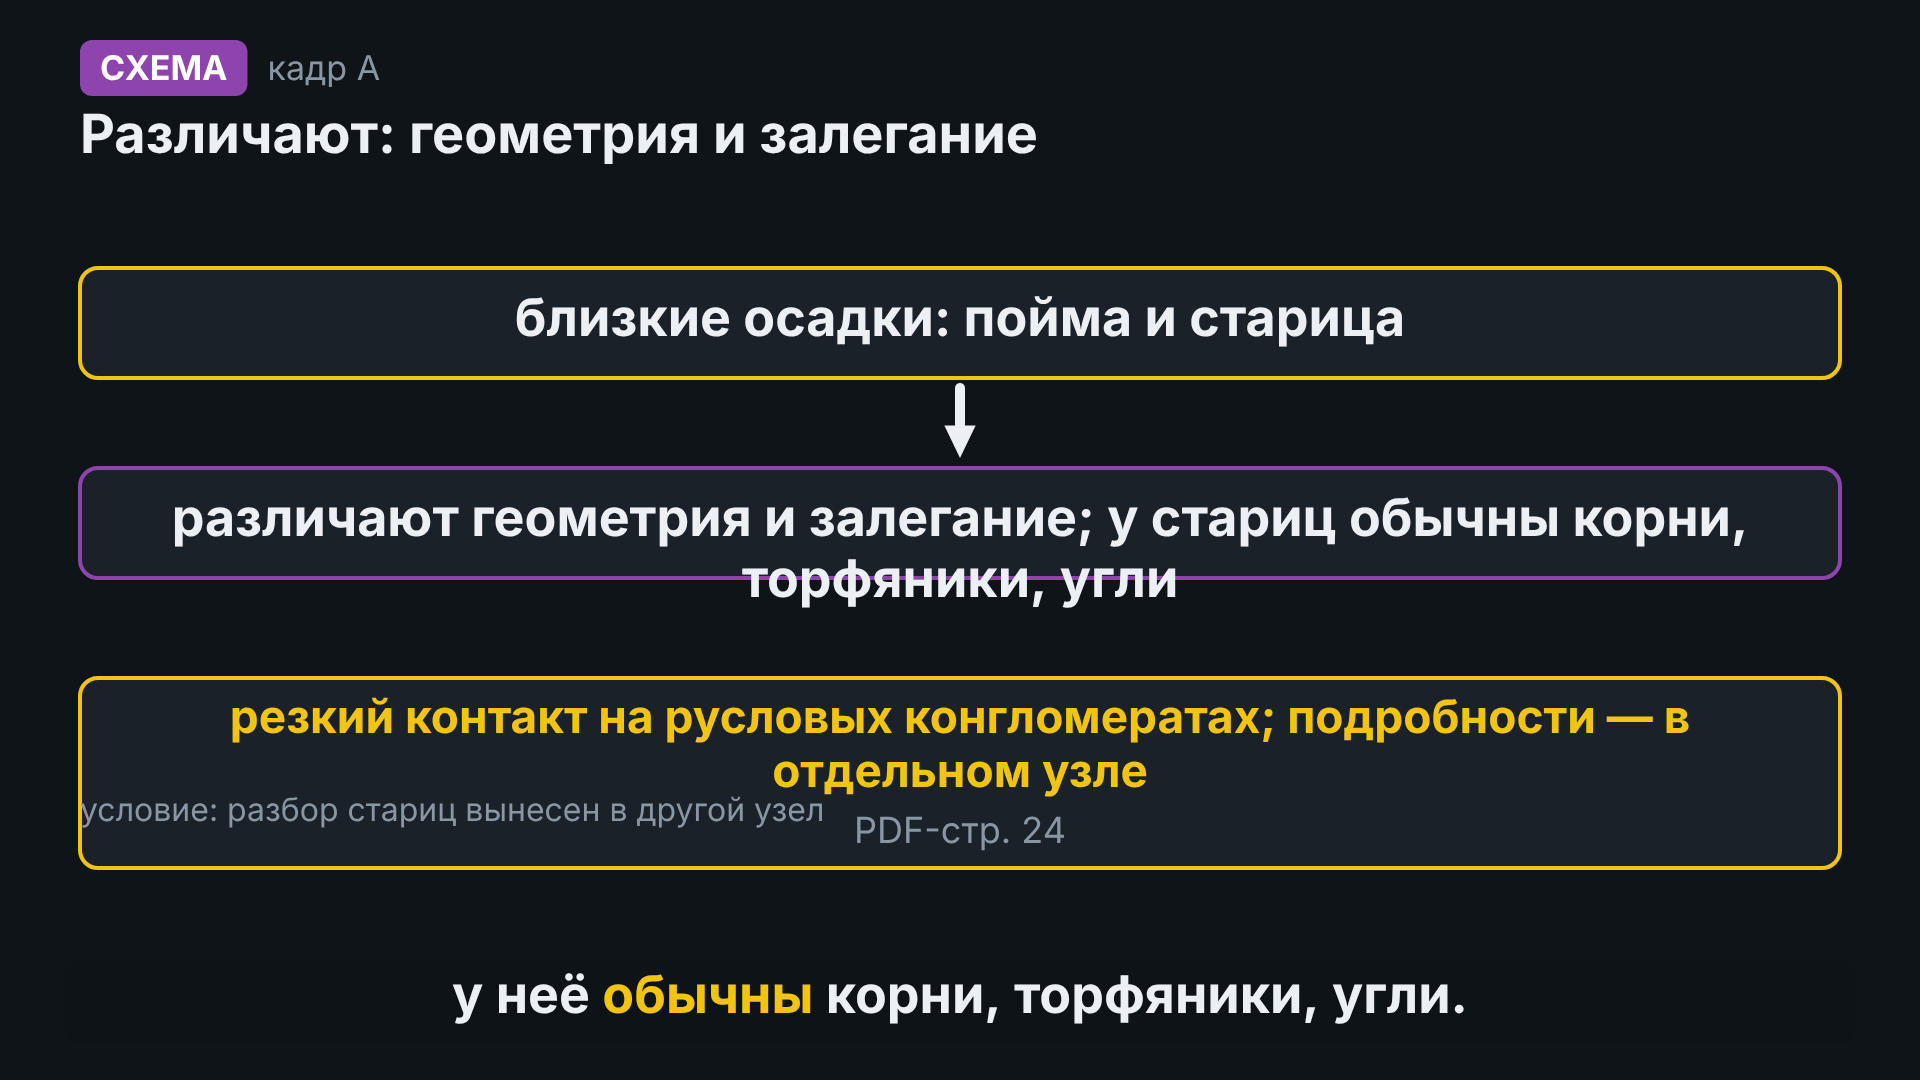 СХЕМА кадр А
Различают: геометрия и залегание
близкие осадки: пойма и старица
различают геометрия и залегание; у стариц обычны корни,
торфяники, угли
резкий контакт на русловых конгломератах; подробности — в
отдельном узле
условие: разбор стариц вынесен в другой узел
PDF-стр. 24
у неё обычны корни, торфяники, угли.